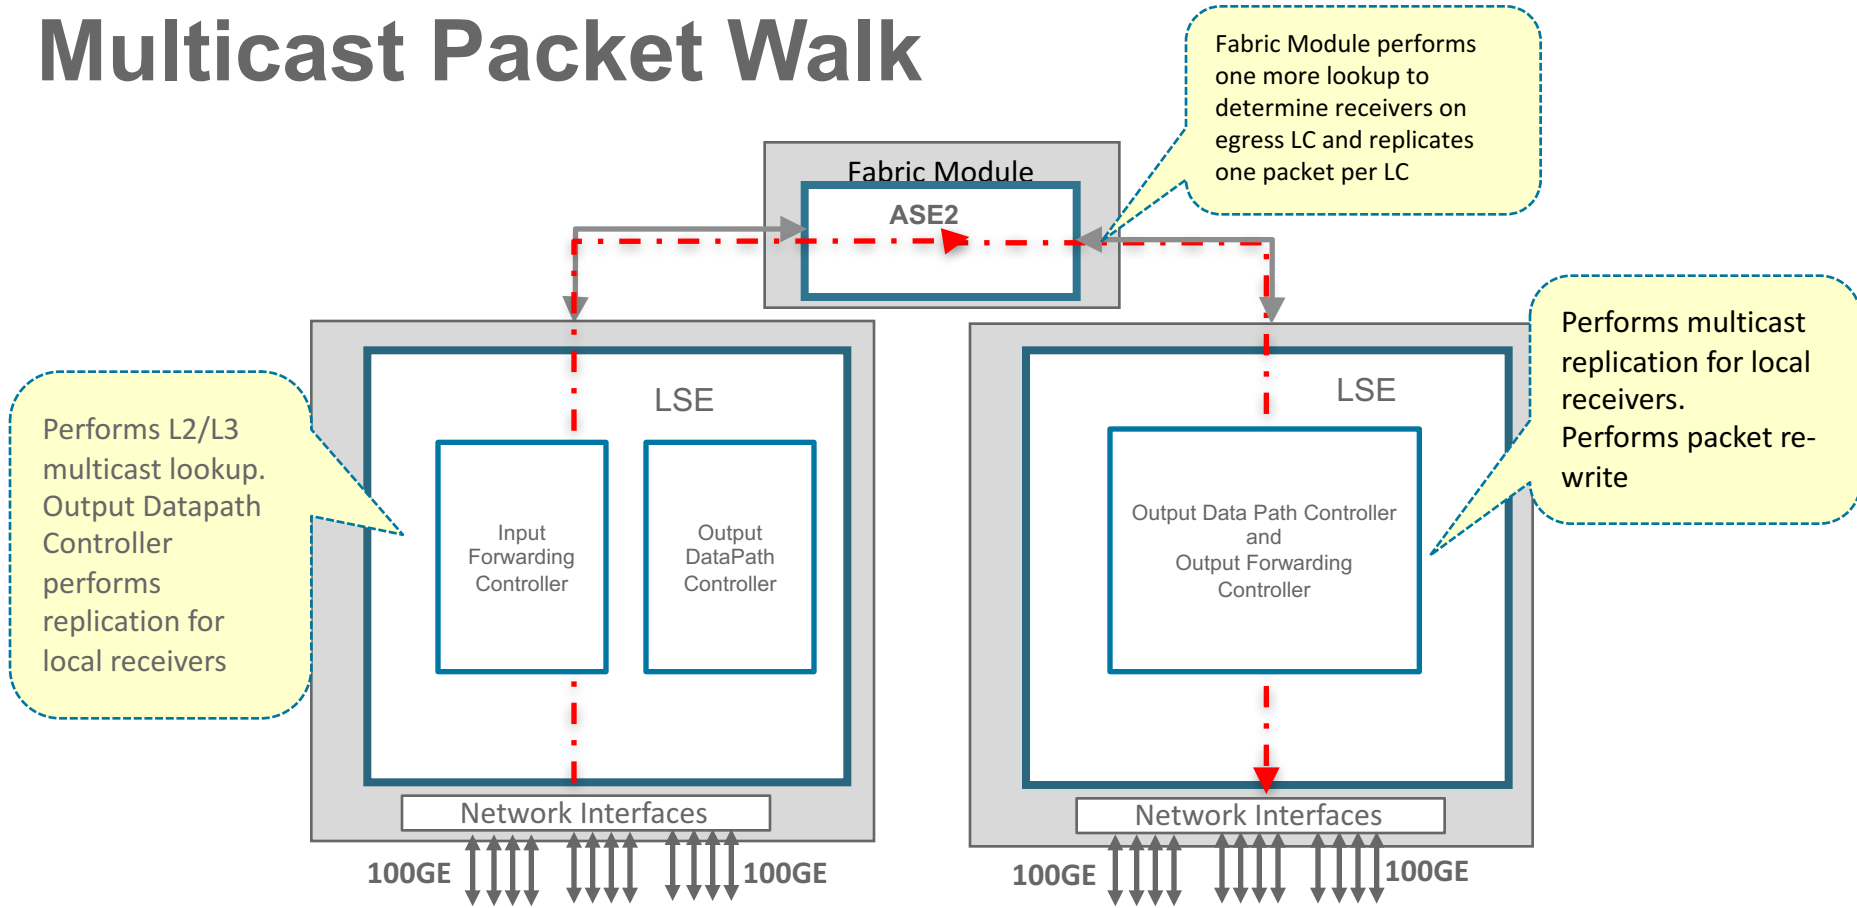 Multicast Packet Walk
Fabric Module performs
one more lookup to
determine receivers on
egress LC and replicates
one packet per LC
Fabric Module
ASE2
Performs L2/L3
multicast lookup.
Output Datapath
Controller
performs
replication for
local receivers
LSE
Input
Forwarding
Controller
Output
DataPath
Controller
Network Interfaces
100GE
100GE
LSE
Output Data Path Controller
and
Output Forwarding
Controller
Performs multicast
replication for local
receivers.
Performs packet re-
write
Network Interfaces
100GE
100GE